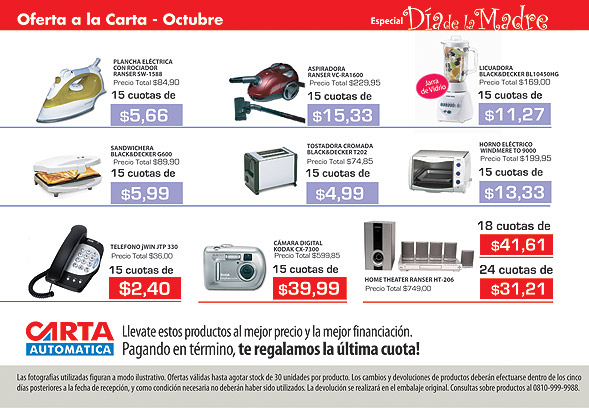 Oferta a la Carta - Octubre
Especial Día de la Madre
PLANCHA ELÉCTRICA
CON ROCIADOR
RANSER SW-1588
Precio Total $84,90
15 cuotas de
$5,66
ASPIRADORA
RANSER VC-RA1600
Precio Total $229,95
15 cuotas de
$15,33
Jarra
de Vidrio
LICUADORA
BLACK&DECKER BL10450HG
Precio Total $169,00
15 cuotas de
$11,27
SANDWICHERA
BLACK&DECKER G600
Precio Total $89,90
15 cuotas de
$5,99
TOSTADORA CROMADA
BLACK&DECKER T202
Precio Total $74,85
15 cuotas de
$4,99
HORNO ELÉCTRICO
WINDMERE TO 9000
Precio Total $199,95
15 cuotas de
$13,33
TELEFONO jWIN JTP 330
Precio Total $36,00
15 cuotas de
$2,40
CÁMARA DIGITAL
KODAK CX-7300
Precio Total $599,85
15 cuotas de
$39,99
HOME THEATER RANSER HT-206
Precio Total $749,00
18 cuotas de
$41,61
24 cuotas de
$31,21
CARTA
AUTOMATICA
Llevate estos productos al mejor precio y la mejor financiación.
Pagando en término, te regalamos la última cuota!
Las fotografías utilizadas figuran a modo ilustrativo. Ofertas válidas hasta agotar stock de 30 unidades por producto. Los cambios y devoluciones de productos deberán efectuarse dentro de los cinco
días posteriores a la fecha de recepción, y como condición necesaria no deberán haber sido utilizados. La devolución se realizará en el embalaje original. Consultas sobre productos al 0810-999-9988.